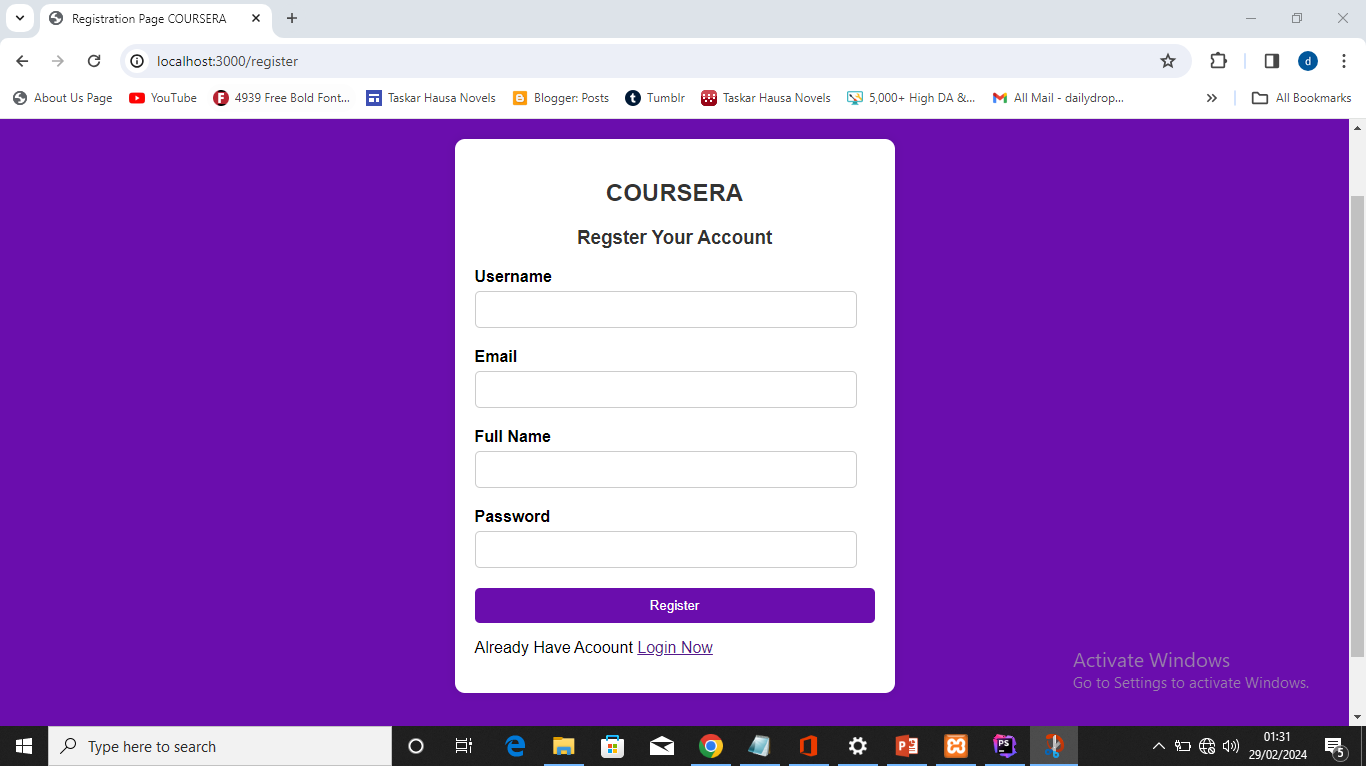 Registration Page COURSERA
localhost:3000/register
d
About Us Page
YouTube
4939 Free Bold Font...
Taskar Hausa Novels
Blogger: Posts
Tumblr
Taskar Hausa Novels
5,000+ High DA &...
All Mail - dailydrop...
All Bookmarks
COURSERA
Regster Your Account
Username
Email
Full Name
Password
Register
Already Have Acoount Login Now
Activate Windows
Go to Settings to activate Windows.
Type here to search
01:31
29/02/2024
5